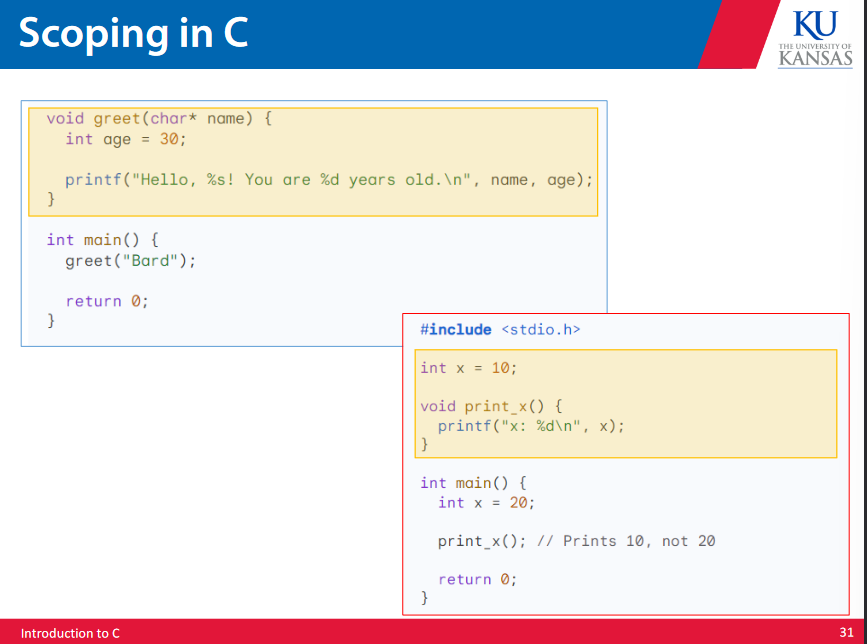 Scoping in C
KU
THE UNIVERSITY OF
KANSAS
void greet(char* name) {
  int age = 30;

  printf("Hello, %s! You are %d years old.\n", name, age);
}

int main() {
  greet("Bard");

  return 0;
}
#include <stdio.h>

int x = 10;

void print_x() {
  printf("x: %d\n", x);
}

int main() {
  int x = 20;

  print_x(); // Prints 10, not 20

  return 0;
}
Introduction to C
31